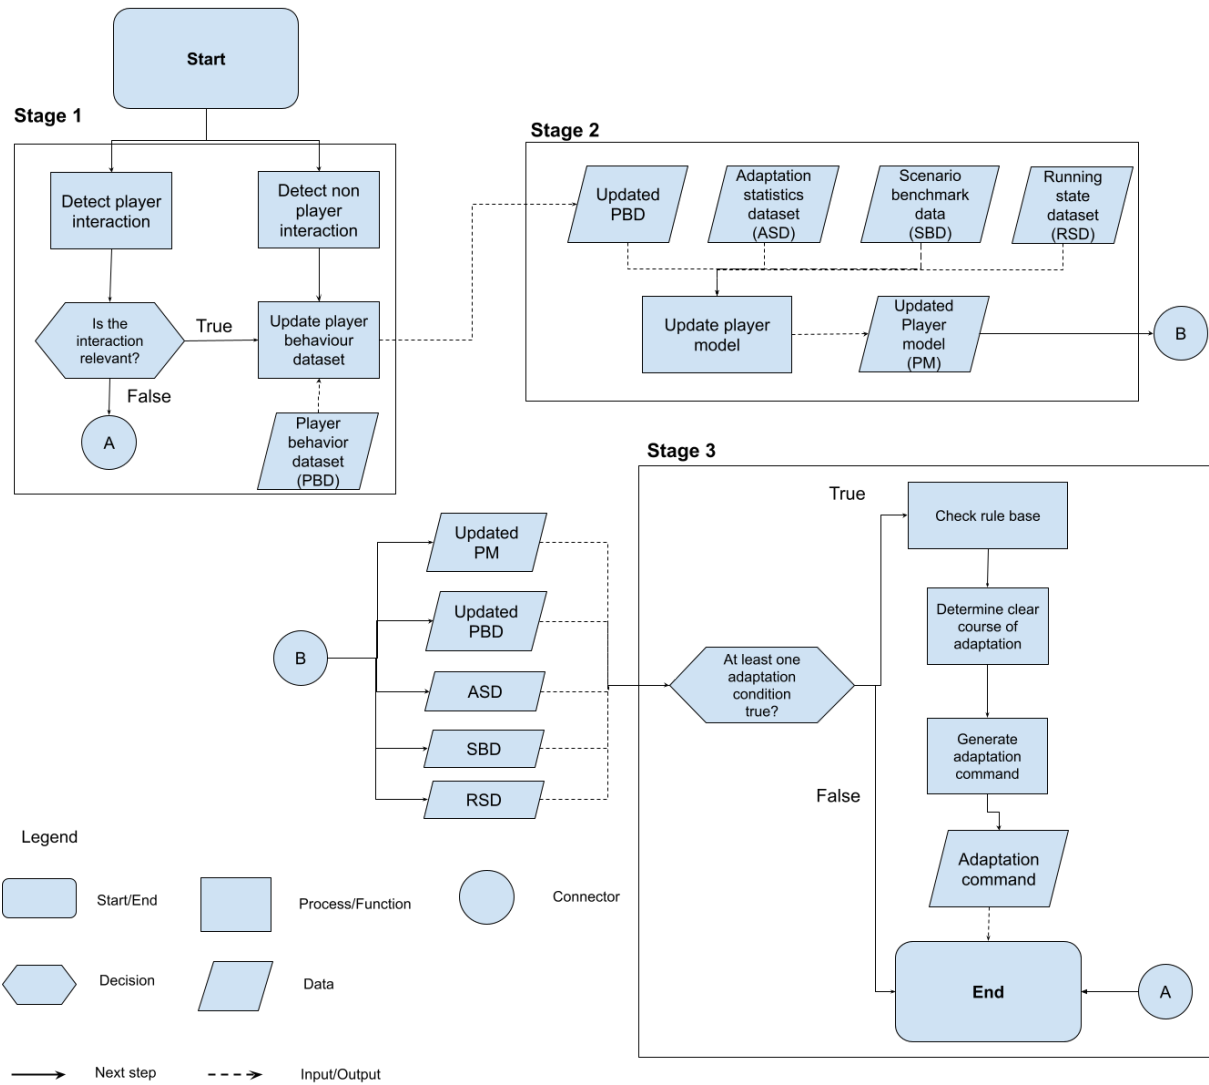 Start
Stage 1
Detect player
interaction
Detect non
player
interaction
Is the
interaction
relevant?
True
Update player
behaviour
dataset
False
A
Player
behavior
dataset
(PBD)
Stage 2
Updated
PBD
Adaptation
statistics
dataset
(ASD)
Scenario
benchmark
data
(SBD)
Running
state
dataset
(RSD)
Update player
model
Updated
Player
model
(PM)
B
Stage 3
B
Updated
PM
Updated
PBD
ASD
SBD
RSD
At least one
adaptation
condition
true?
True
Check rule base
Determine clear
course of
adaptation
Generate
adaptation
command
False
Adaptation
command
End
A
Legend
Start/End
Process/Function
Connector
Decision
Data
Next step
Input/Output